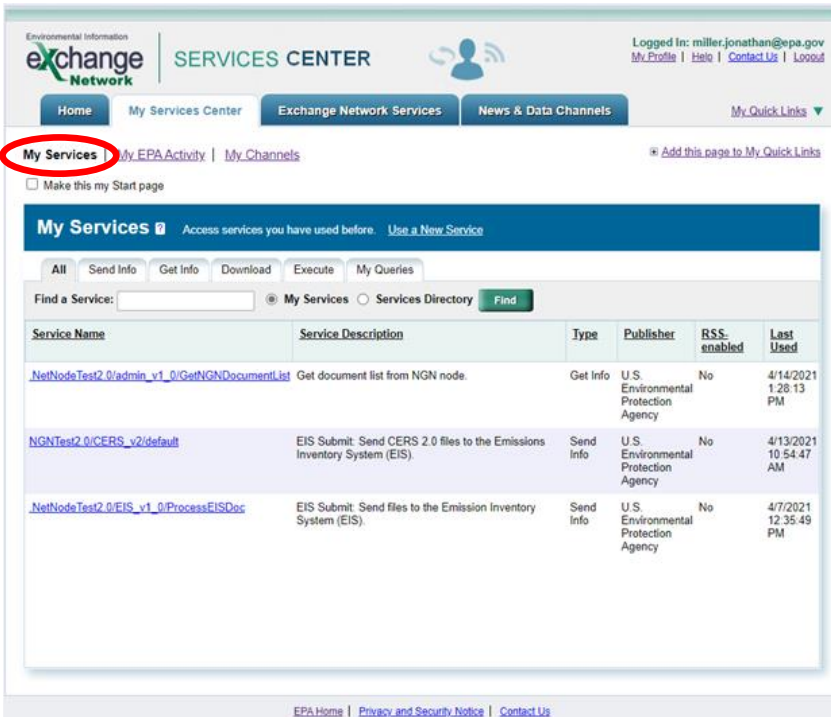 Environmental Information
eXchange
Network
SERVICES CENTER
Logged In: miller.jonathan@epa.gov
My Profile | Help | Contact Us | Logout
Home My Services Center Exchange Network Services News & Data Channels My Quick Links
My Services | My EPA Activity | My Channels Add this page to My Quick Links
Make this my Start page
My Services ? Access services you have used before. Use a New Service
All Send Info Get Info Download Execute My Queries
Find a Service: My Services Services Directory Find
Service Name Service Description Type Publisher RSS-enabled Last Used
.NetNodeTest2.0/admin_v1_0/GetNGNDocumentList Get document list from NGN node. Get Info U.S. Environmental Protection Agency No 4/14/2021 1:28:13 PM
NGNTest2.0/CERS_v2/default EIS Submit: Send CERS 2.0 files to the Emissions Inventory System (EIS). Send Info U.S. Environmental Protection Agency No 4/13/2021 10:54:47 AM
.NetNodeTest2.0/EIS_v1_0/ProcessEISDoc EIS Submit: Send files to the Emission Inventory System (EIS). Send Info U.S. Environmental Protection Agency No 4/7/2021 12:35:49 PM
EPA Home | Privacy and Security Notice | Contact Us